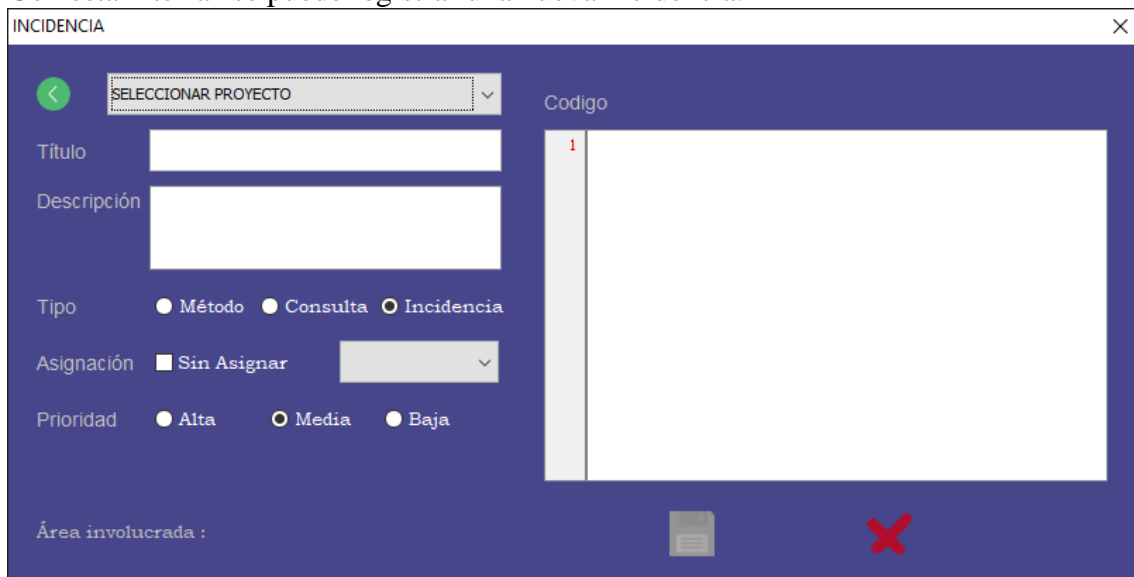 INCIDENCIA
SELECCIONAR PROYECTO
Codigo
Título
1
Descripción
Tipo Método Consulta Incidencia
Asignación Sin Asignar
Prioridad Alta Media Baja
Área involucrada :